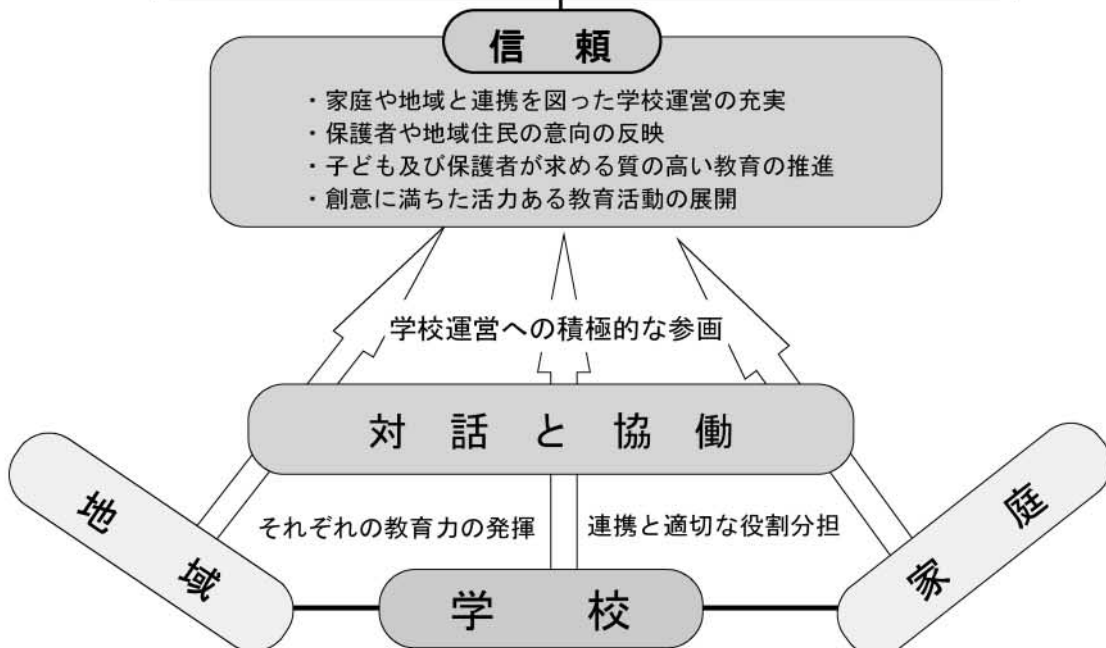 信頼
・家庭や地域と連携を図った学校運営の充実
・保護者や地域住民の意向の反映
・子ども及び保護者が求める質の高い教育の推進
・創意に満ちた活力ある教育活動の展開
学校運営への積極的な参画
対話と協働
地域
それぞれの教育力の発揮
連携と適切な役割分担
家庭
学校